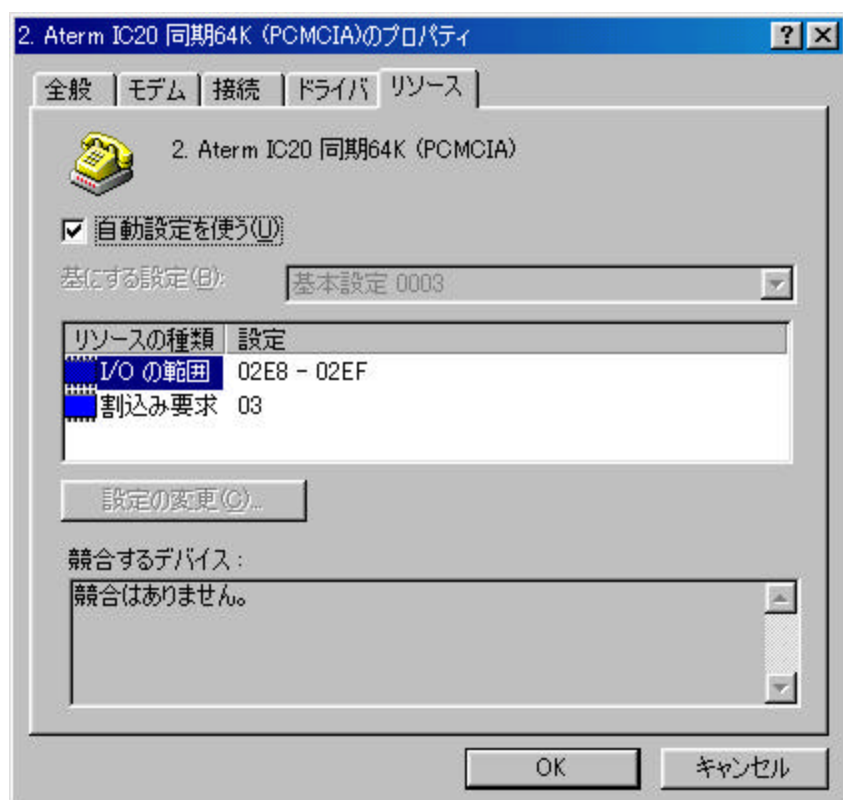 2. Aterm IC20 同期64K (PCMCIA)のプロパティ
全般 モデム 接続 ドライバ リソース
2. Aterm IC20 同期64K (PCMCIA)
自動設定を使う(U)
基にする設定(B): 基本設定 0003
リソースの種類 設定
I/O の範囲 02E8 - 02EF
割込み要求 03
設定の変更(C)...
競合するデバイス:
競合はありません。
OK キャンセル